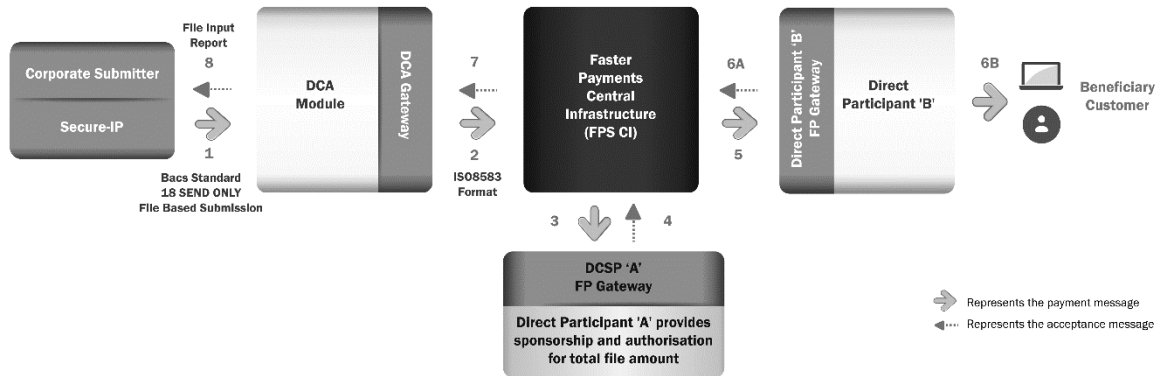 File Input
Report
8
Corporate Submitter
Secure-IP
1
Bacs Standard
18 SEND ONLY
File Based Submission
DCA
Module
DCA Gateway
7
2
ISO8583
Format
Faster
Payments
Central
Infrastructure
(FPS CI)
6A
5
Direct Participant 'B'
FP Gateway
Direct
Participant 'B'
6B
Beneficiary
Customer
3
4
DCSP 'A'
FP Gateway
Direct Participant 'A' provides
sponsorship and authorisation
for total file amount
Represents the payment message
Represents the acceptance message